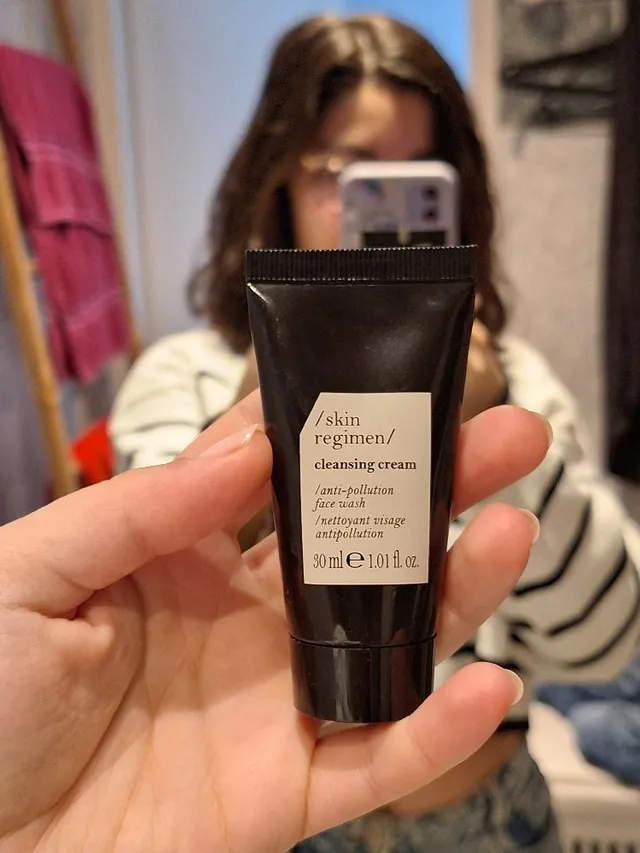 /skin
regimen/
cleansing cream
/anti-pollution
face wash
/nettoyant visage
antipollution
30 ml ℮ 1.01 fl. oz.